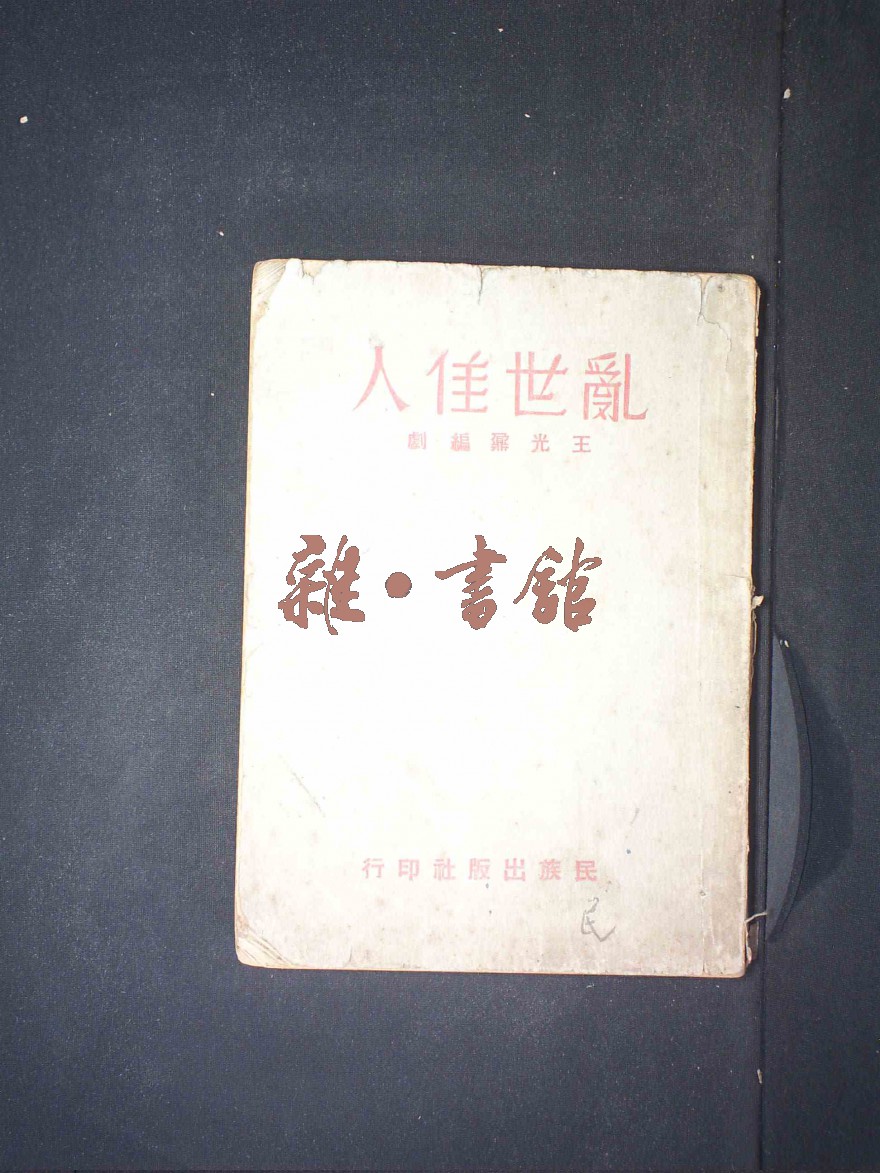 亂世佳人
王光鼐編劇
雜·書館
民族出版社印行
民